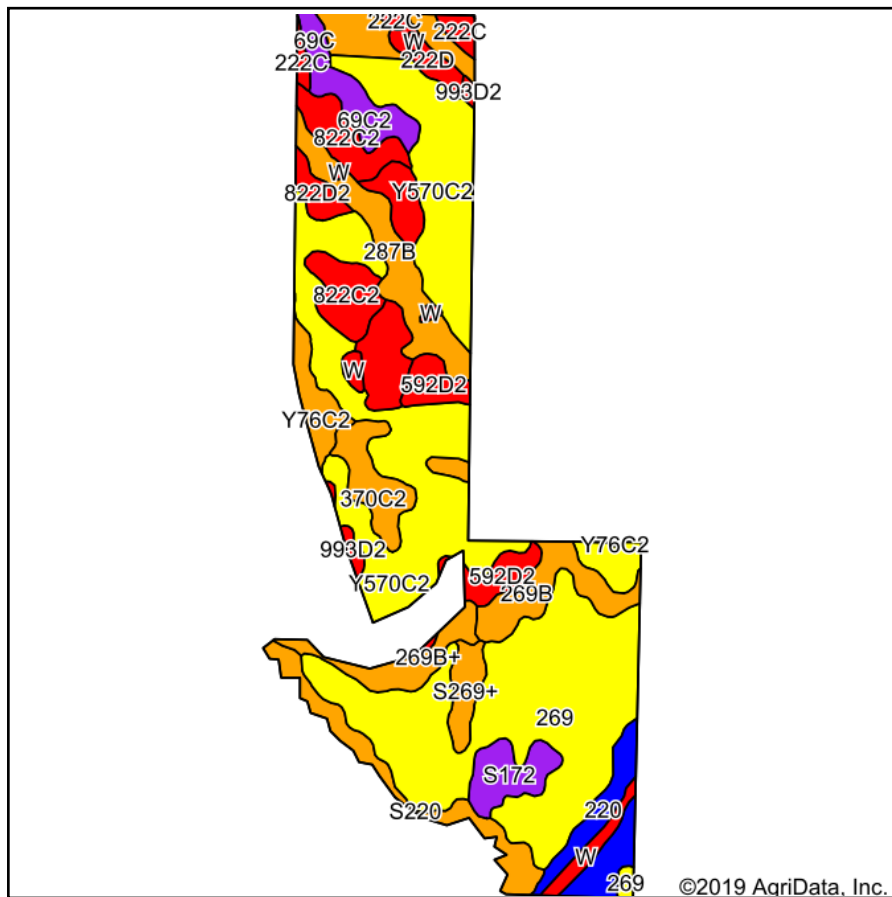 222C
69C
W
222C
222C
222D
993D2
69C2
822C2
W
822D2
Y570C2
287B
822C2
W
W
592D2
Y76C2
370C2
993D2
Y76C2
Y570C2
592D2
269B
269B+
S269+
269
S172
S220
220
W
269
©2019 AgriData, Inc.